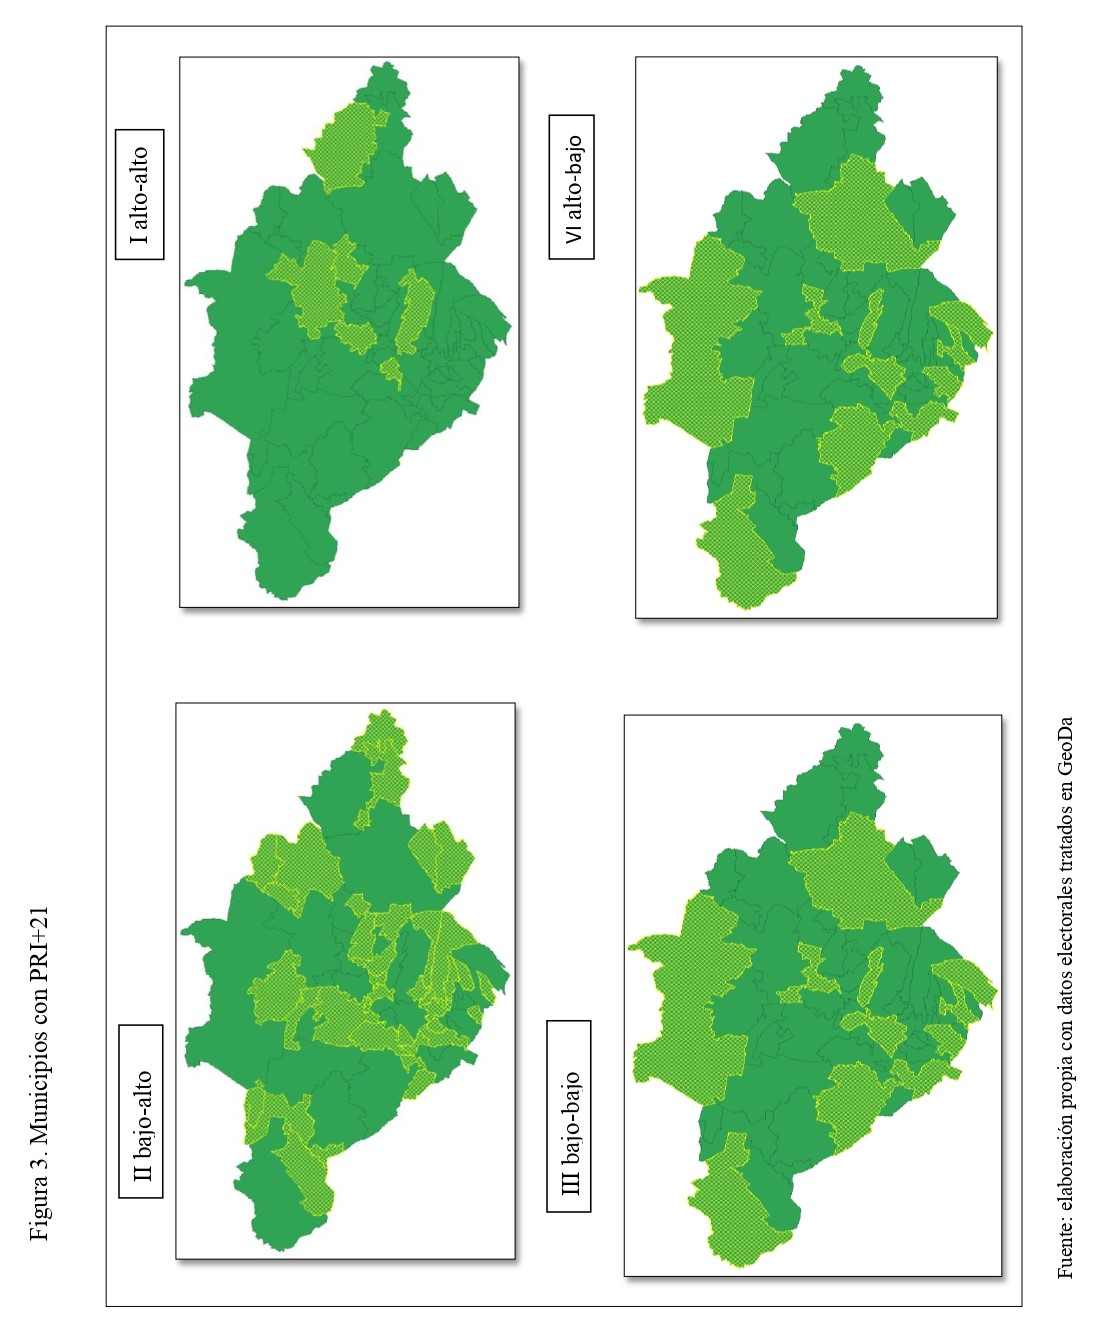 Figura 3. Municipios con PRI+21
II bajo-alto
I alto-alto
III bajo-bajo
VI alto-bajo
Fuente: elaboración propia con datos electorales tratados en GeoDa